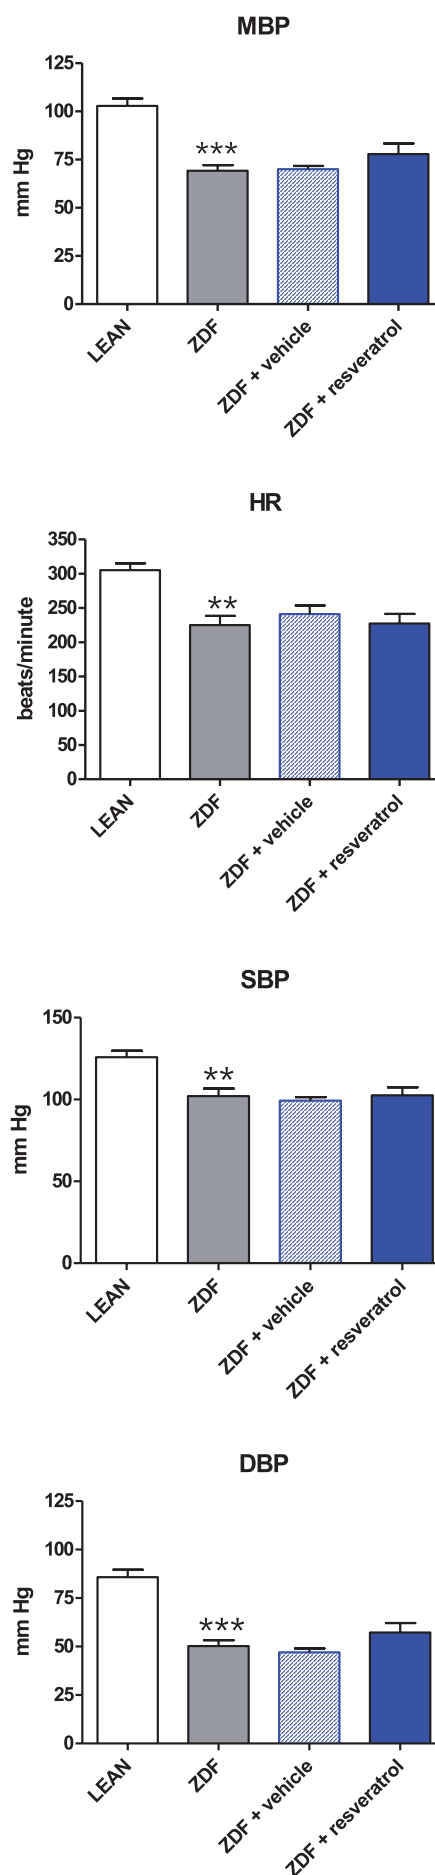 MBP
125
100
75
50
25
0
mm Hg
***
LEAN
ZDF
ZDF + vehicle
ZDF + resveratrol
HR
350
300
250
200
150
100
50
0
beats/minute
**
LEAN
ZDF
ZDF + vehicle
ZDF + resveratrol
SBP
150
100
50
0
mm Hg
**
LEAN
ZDF
ZDF + vehicle
ZDF + resveratrol
DBP
125
100
75
50
25
0
mm Hg
***
LEAN
ZDF
ZDF + vehicle
ZDF + resveratrol